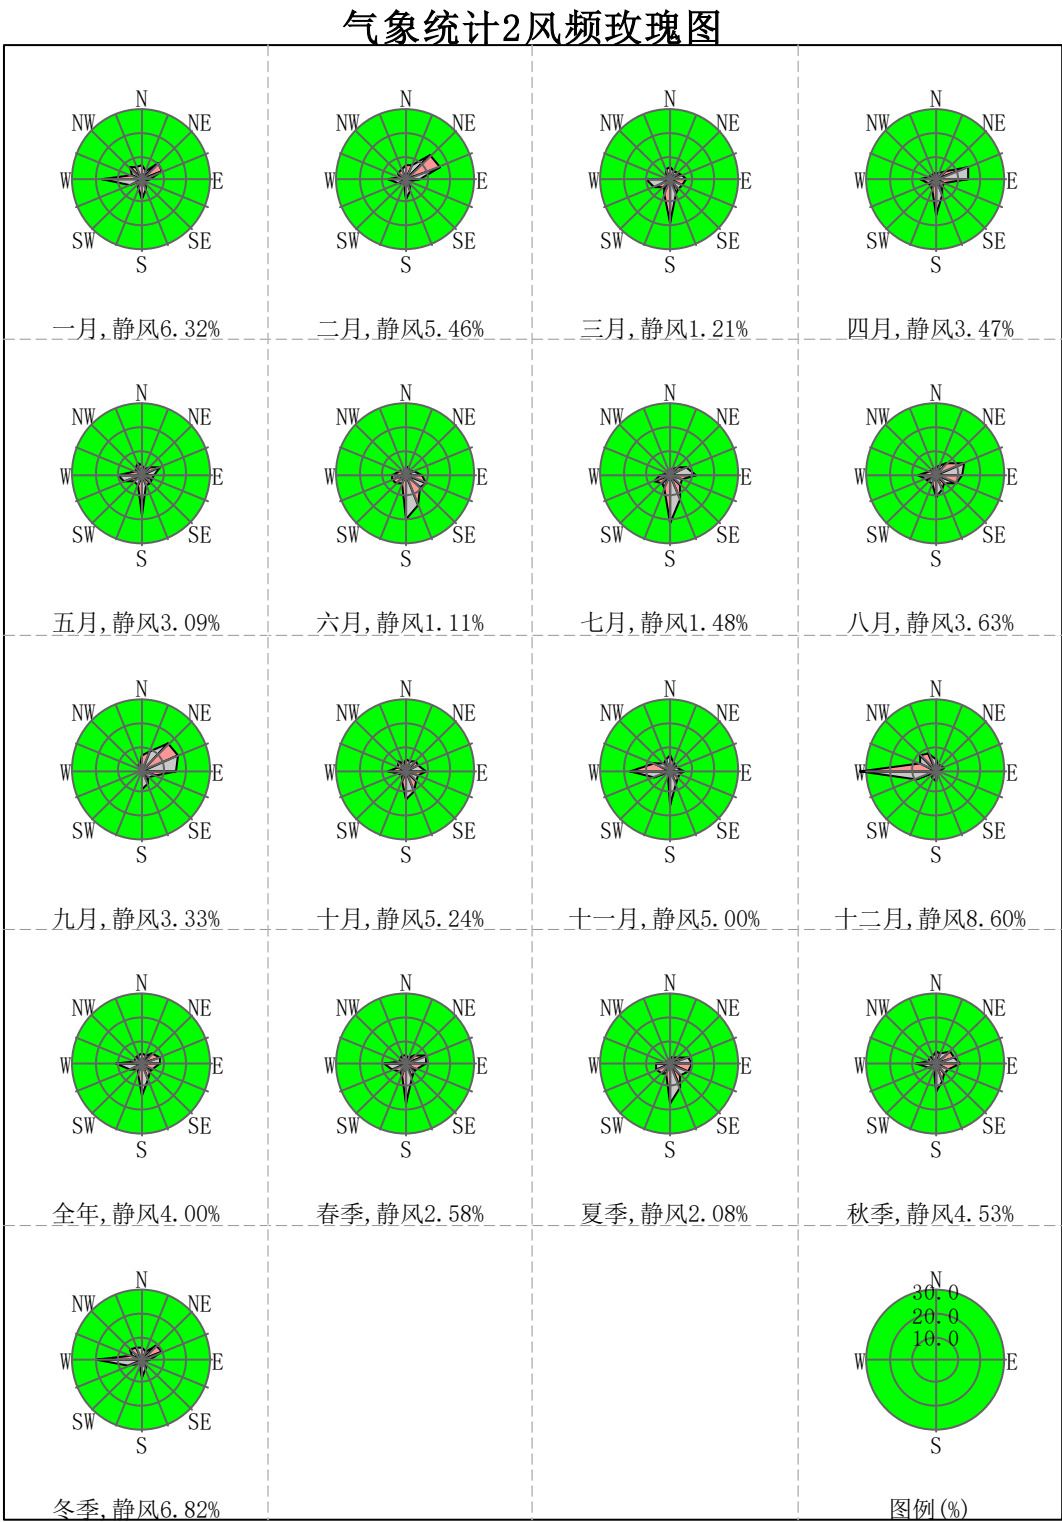 气象统计2风频玫瑰图
N
NW NE
W E
SW SE
S
一月,静风6.32%
N
NW NE
W E
SW SE
S
二月,静风5.46%
N
NW NE
W E
SW SE
S
三月,静风1.21%
N
NW NE
W E
SW SE
S
四月,静风3.47%
N
NW NE
W E
SW SE
S
五月,静风3.09%
N
NW NE
W E
SW SE
S
六月,静风1.11%
N
NW NE
W E
SW SE
S
七月,静风1.48%
N
NW NE
W E
SW SE
S
八月,静风3.63%
N
NW NE
W E
SW SE
S
九月,静风3.33%
N
NW NE
W E
SW SE
S
十月,静风5.24%
N
NW NE
W E
SW SE
S
十一月,静风5.00%
N
NW NE
W E
SW SE
S
十二月,静风8.60%
N
NW NE
W E
SW SE
S
全年,静风4.00%
N
NW NE
W E
SW SE
S
春季,静风2.58%
N
NW NE
W E
SW SE
S
夏季,静风2.08%
N
NW NE
W E
SW SE
S
秋季,静风4.53%
N
NW NE
W E
SW SE
S
冬季,静风6.82%
N
30.0
20.0
10.0
W E
S
图例(%)